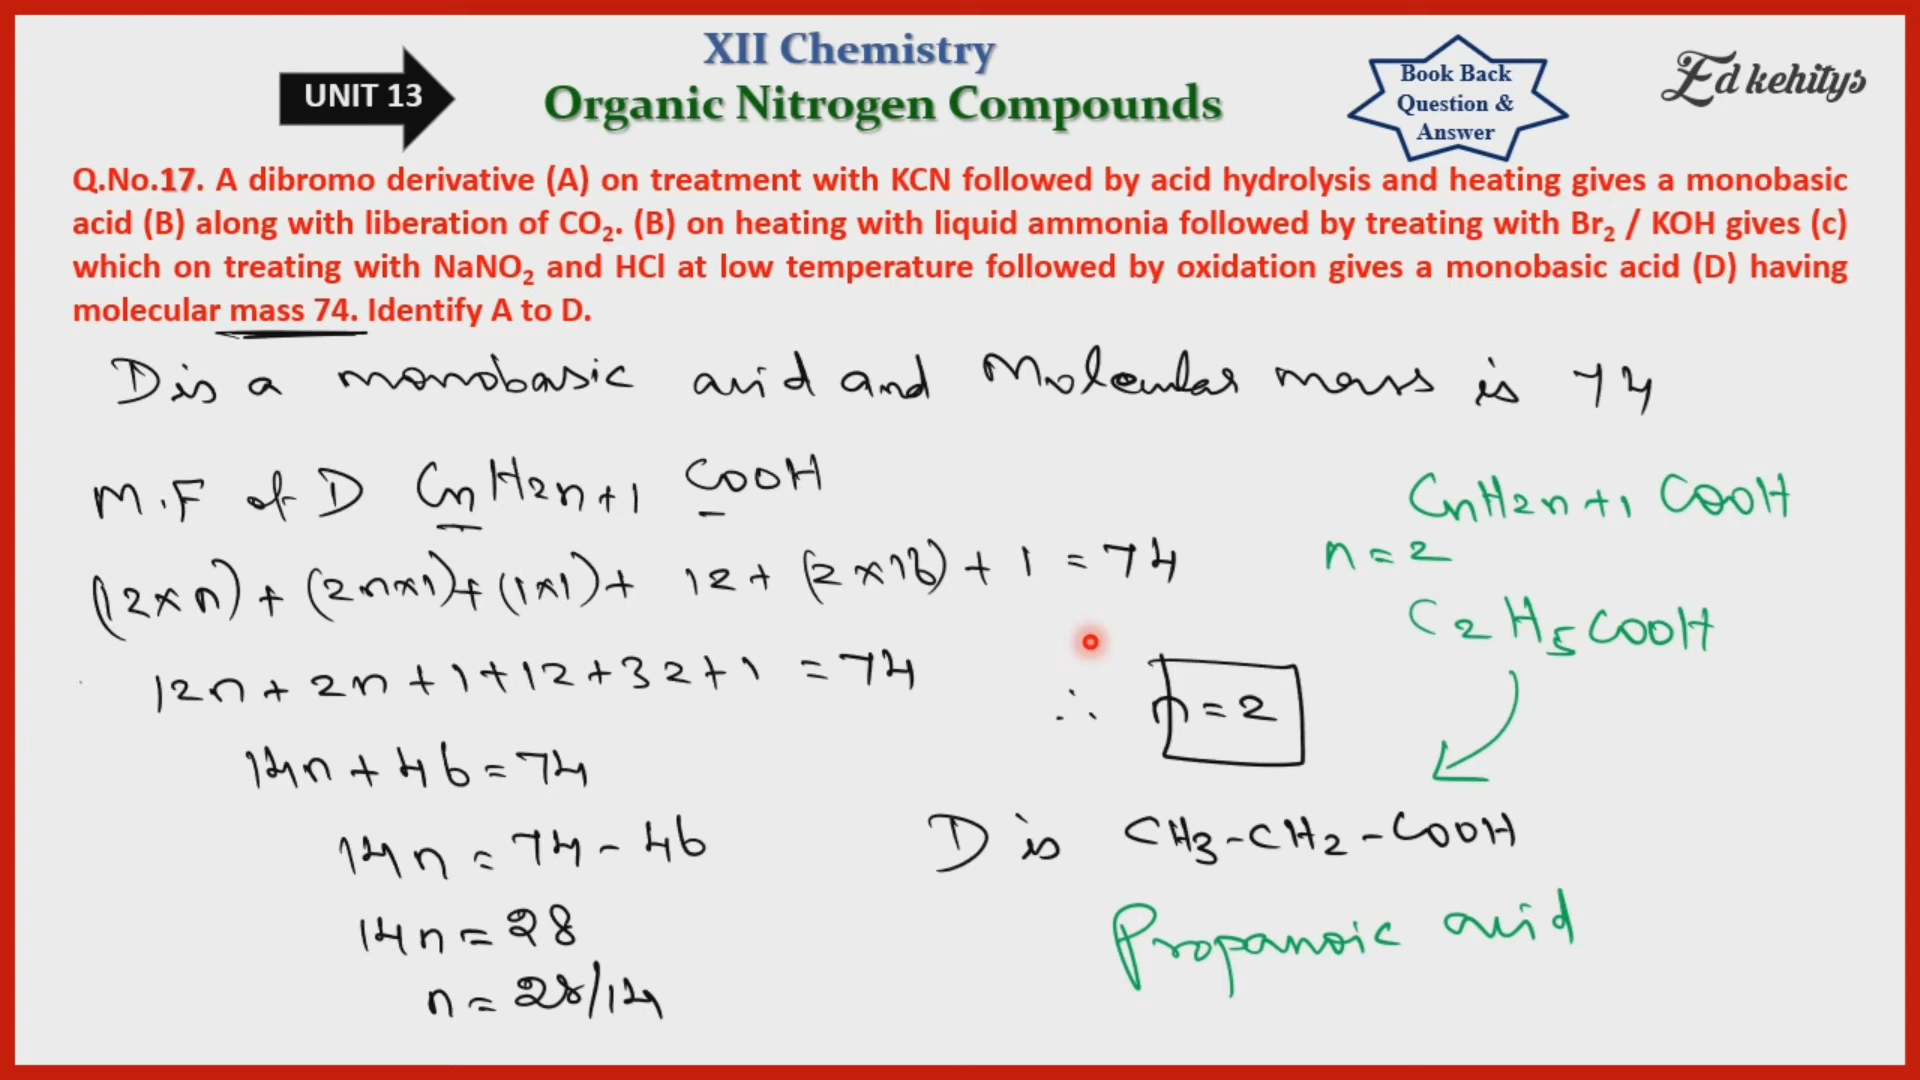 XII Chemistry
UNIT 13
Organic Nitrogen Compounds
Book Back
Question &
Answer
Ed kehitys
Q.No.17. A dibromo derivative (A) on treatment with KCN followed by acid hydrolysis and heating gives a monobasic
acid (B) along with liberation of CO₂. (B) on heating with liquid ammonia followed by treating with Br₂ / KOH gives (c)
which on treating with NaNO₂ and HCl at low temperature followed by oxidation gives a monobasic acid (D) having
molecular mass 74. Identify A to D.
D is a monobasic acid and Molecular mass is 74
M.F of D CnH2n+1 COOH
(12×n) + (2n×1) + (1×1) + 12 + (2×16) + 1 = 74
12n + 2n + 1 + 12 + 32 + 1 = 74
14n + 46 = 74
14n = 74 - 46
14n = 28
n = 28/14
∴ n = 2
CnH2n+1 COOH
n = 2
C2H5COOH
D is CH3-CH2-COOH
Propanoic acid